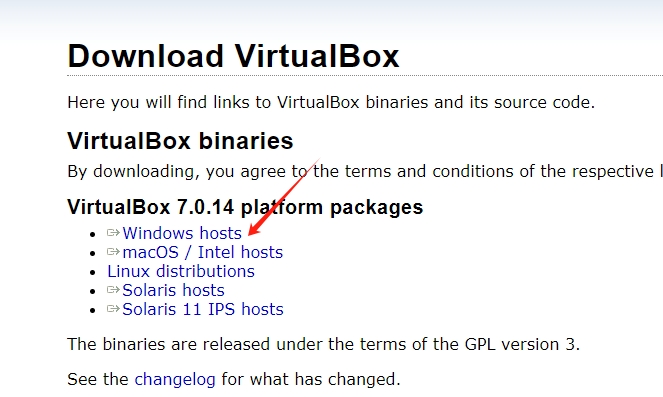 Download VirtualBox
Here you will find links to VirtualBox binaries and its source code.
VirtualBox binaries
By downloading, you agree to the terms and conditions of the respective l
VirtualBox 7.0.14 platform packages
Windows hosts
macOS / Intel hosts
Linux distributions
Solaris hosts
Solaris 11 IPS hosts
The binaries are released under the terms of the GPL version 3.
See the changelog for what has changed.